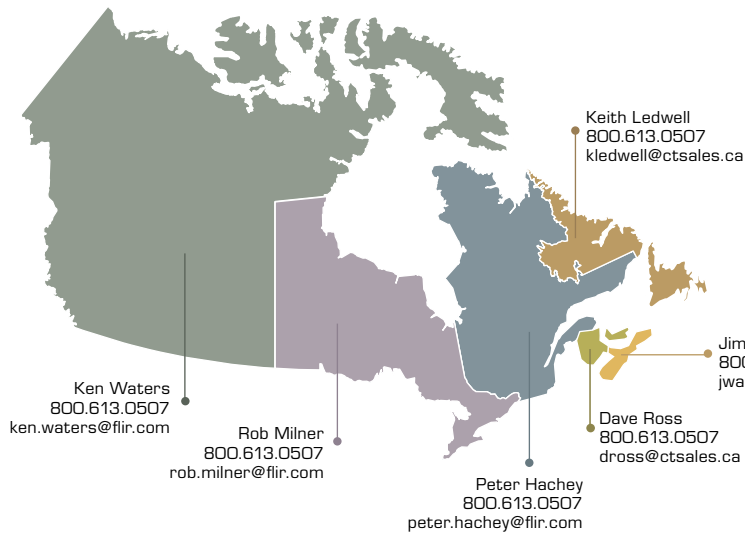 Keith Ledwell
800.613.0507
kledwell@ctsales.ca
Jim
Ken Waters
800.613.0507
ken.waters@flir.com
Rob Milner
800.613.0507
rob.milner@flir.com
Dave Ross
800.613.0507
dross@ctsales.ca
Peter Hachey
800.613.0507
peter.hachey@flir.com